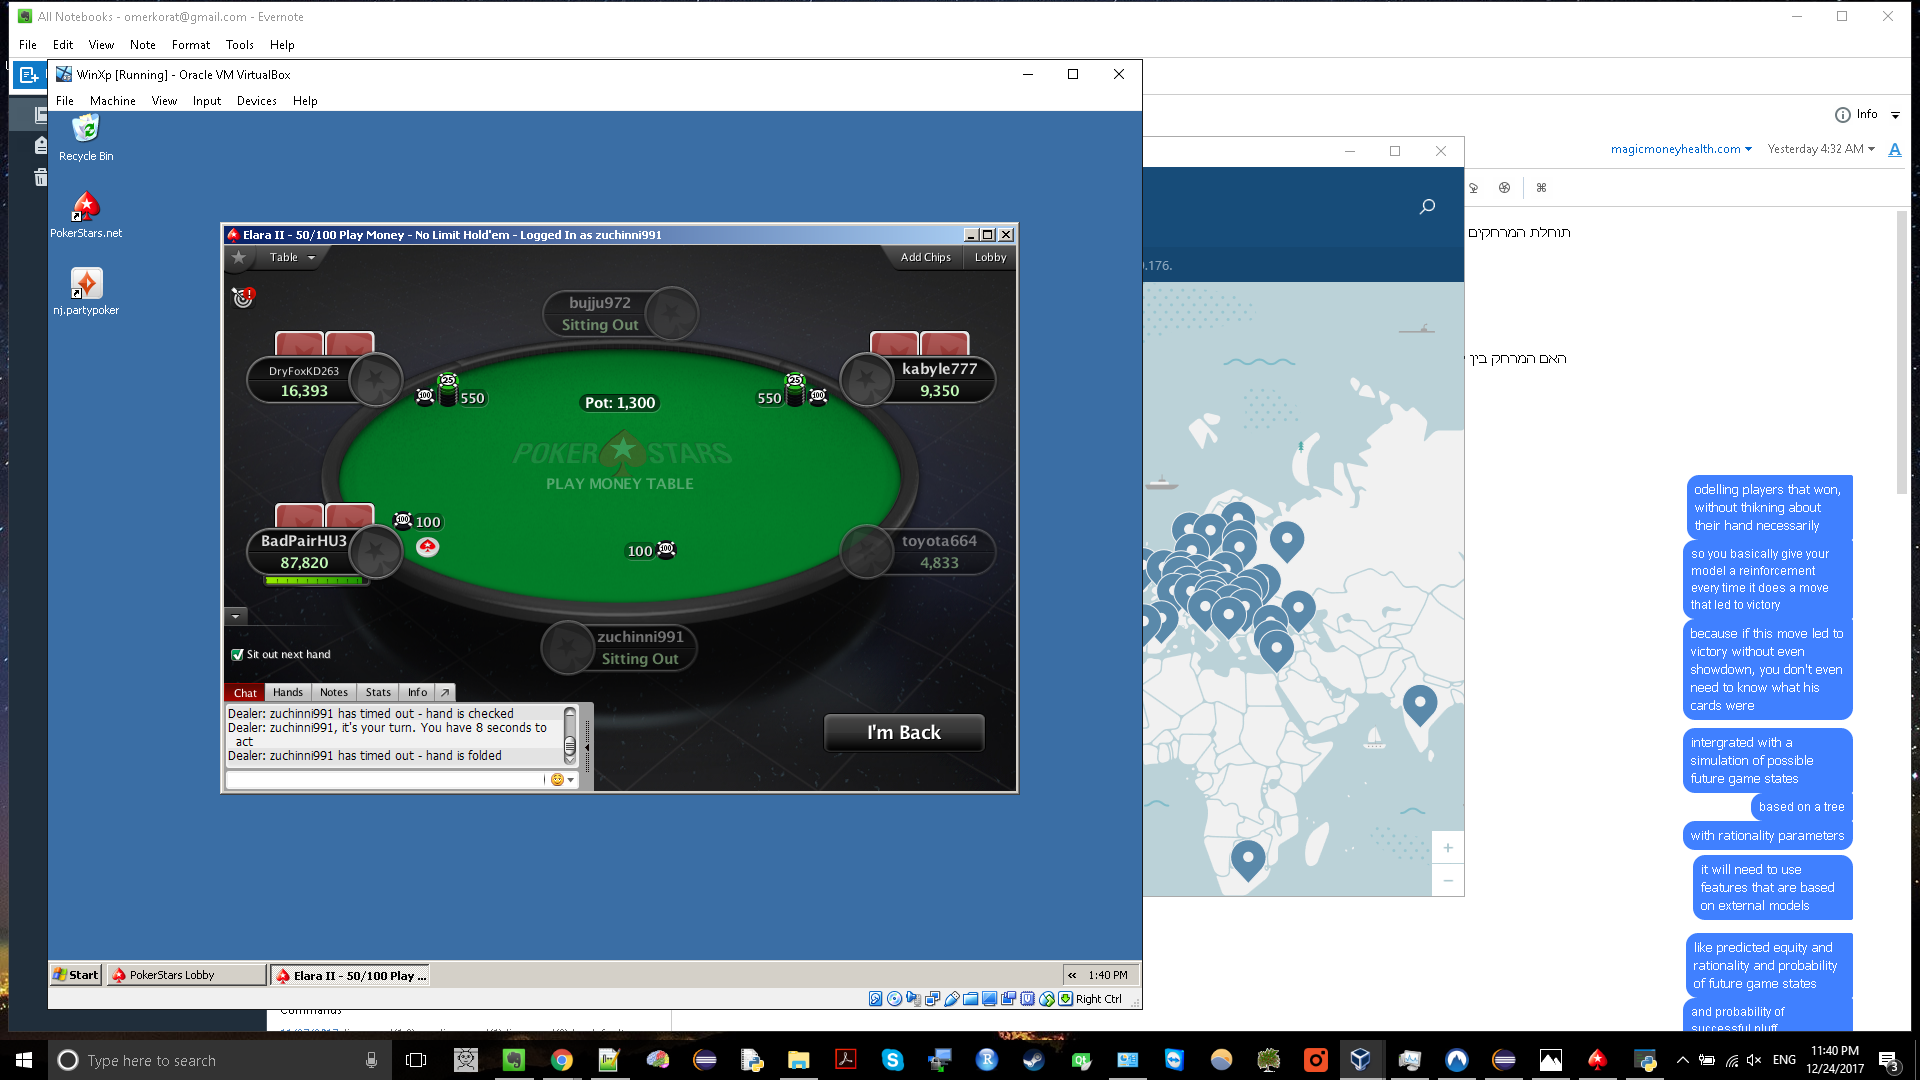 All Notebooks - omerkorat@gmail.com - Evernote
File Edit View Note Format Tools Help
WinXp [Running] - Oracle VM VirtualBox
File Machine View Input Devices Help
Info
magicmoneyhealth.com Yesterday 4:32 AM
Recycle Bin
PokerStars.net
nj.partypoker
Elara II - 50/100 Play Money - No Limit Hold'em - Logged In as zuchinni991
Table Add Chips Lobby
bujju972
Sitting Out
DryFoxKD263
16,393
kabyle777
9,350
100 25 550
Pot: 1,300
550 25 100
POKER STARS
PLAY MONEY TABLE
BadPairHU3
87,820
100 100
100 100
toyota664
4,833
zuchinni991
Sitting Out
Sit out next hand
Chat Hands Notes Stats Info
Dealer: zuchinni991 has timed out - hand is checked
Dealer: zuchinni991, it's your turn. You have 8 seconds to
act
Dealer: zuchinni991 has timed out - hand is folded
I'm Back
.176.
תוחלת המרחקים
האם המרחק בין
odelling players that won,
without thikning about
their hand necessarily
so you basically give your
model a reinforcement
every time it does a move
that led to victory
because if this move led to
victory without even
showdown, you don't even
need to know what his
cards were
intergrated with a
simulation of possible
future game states
based on a tree
with rationality parameters
it will need to use
features that are based
on external models
like predicted equity and
rationality and probability
of future game states
and probability of
successful bluff
Start PokerStars Lobby Elara II - 50/100 Play ... 1:40 PM
Right Ctrl
Commands
Type here to search
ENG
11:40 PM
12/24/2017
3